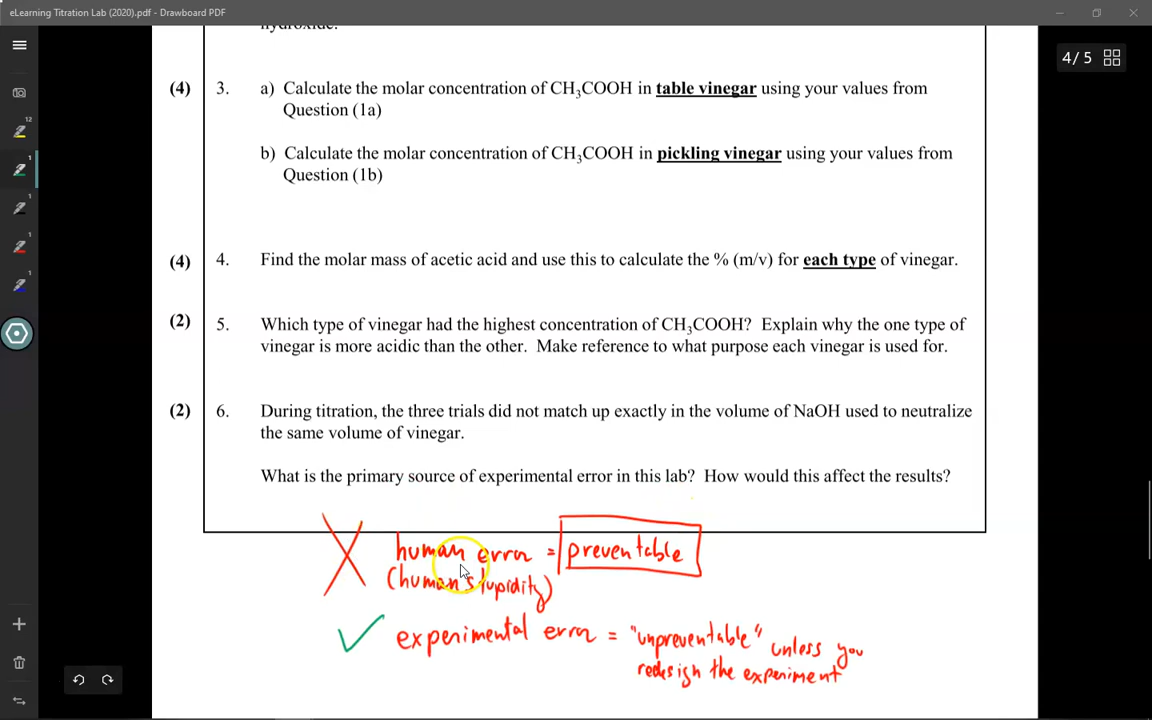 eLearning Titration Lab (2020).pdf - Drawboard PDF
4 / 5
(4) 3. a) Calculate the molar concentration of CH₃COOH in table vinegar using your values from
Question (1a)
b) Calculate the molar concentration of CH₃COOH in pickling vinegar using your values from
Question (1b)
(4) 4. Find the molar mass of acetic acid and use this to calculate the % (m/v) for each type of vinegar.
(2) 5. Which type of vinegar had the highest concentration of CH₃COOH? Explain why the one type of
vinegar is more acidic than the other. Make reference to what purpose each vinegar is used for.
(2) 6. During titration, the three trials did not match up exactly in the volume of NaOH used to neutralize
the same volume of vinegar.
What is the primary source of experimental error in this lab? How would this affect the results?
human error = preventable
(human stupidity)
experimental error = "unpreventable" unless you
redesign the experiment
12
1
1
1
1